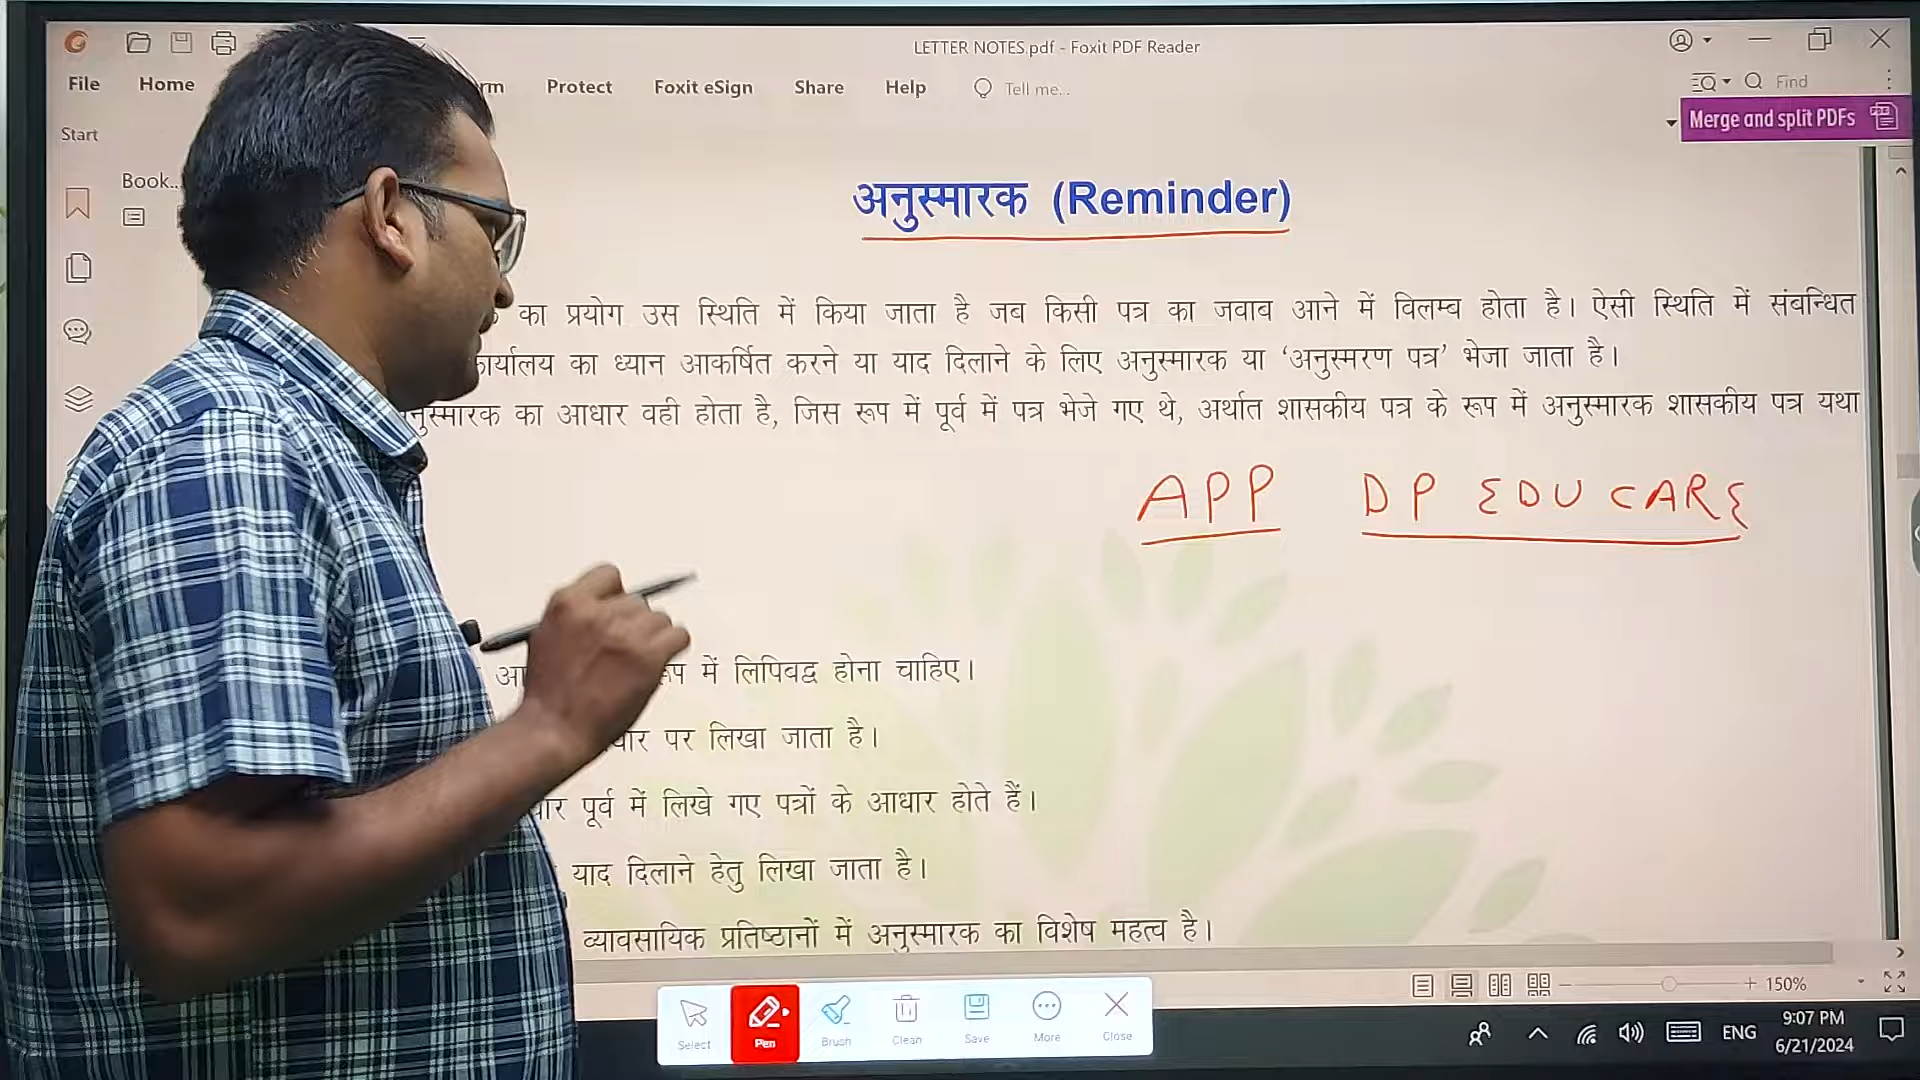 LETTER NOTES.pdf - Foxit PDF Reader
File Home Protect Foxit eSign Share Help Tell me... Find
Start
Merge and split PDFs
Book..
अनुस्मारक (Reminder)
का प्रयोग उस स्थिति में किया जाता है जब किसी पत्र का जवाब आने में विलम्ब होता है। ऐसी स्थिति में संबन्धित
कार्यालय का ध्यान आकर्षित करने या याद दिलाने के लिए अनुस्मारक या ‘अनुस्मरण पत्र’ भेजा जाता है।
अनुस्मारक का आधार वही होता है, जिस रूप में पूर्व में पत्र भेजे गए थे, अर्थात शासकीय पत्र के रूप में अनुस्मारक शासकीय पत्र यथा
APP DP EDU CARE
में लिपिबद्व होना चाहिए।
पर लिखा जाता है।
पूर्व में लिखे गए पत्रों के आधार होते हैं।
याद दिलाने हेतु लिखा जाता है।
व्यावसायिक प्रतिष्ठानों में अनुस्मारक का विशेष महत्व है।
150%
Select Pen Brush Clean Save More Close
ENG
9:07 PM
6/21/2024